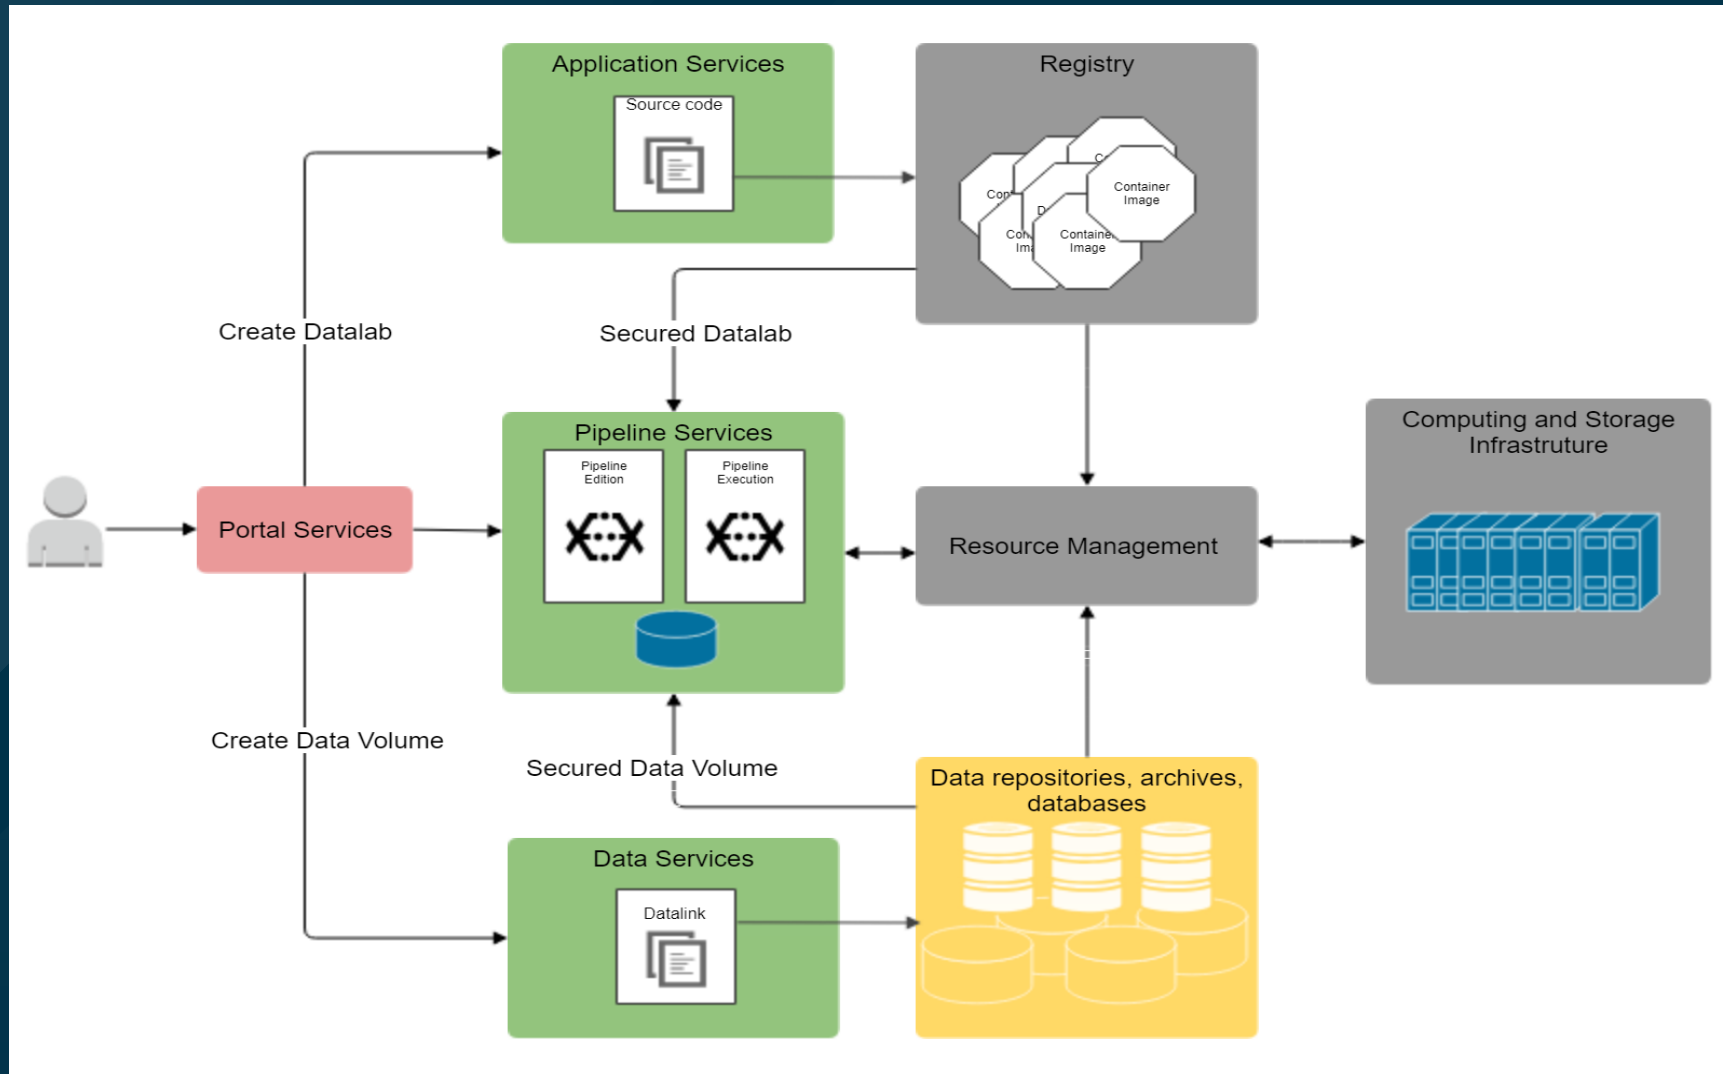 Application Services
Source code
Registry
Container
Image
Container
Image
Create Datalab
Secured Datalab
Pipeline Services
Pipeline
Edition
Pipeline
Execution
Portal Services
Resource Management
Computing and Storage
Infrastruture
Create Data Volume
Secured Data Volume
Data repositories, archives,
databases
Data Services
Datalink